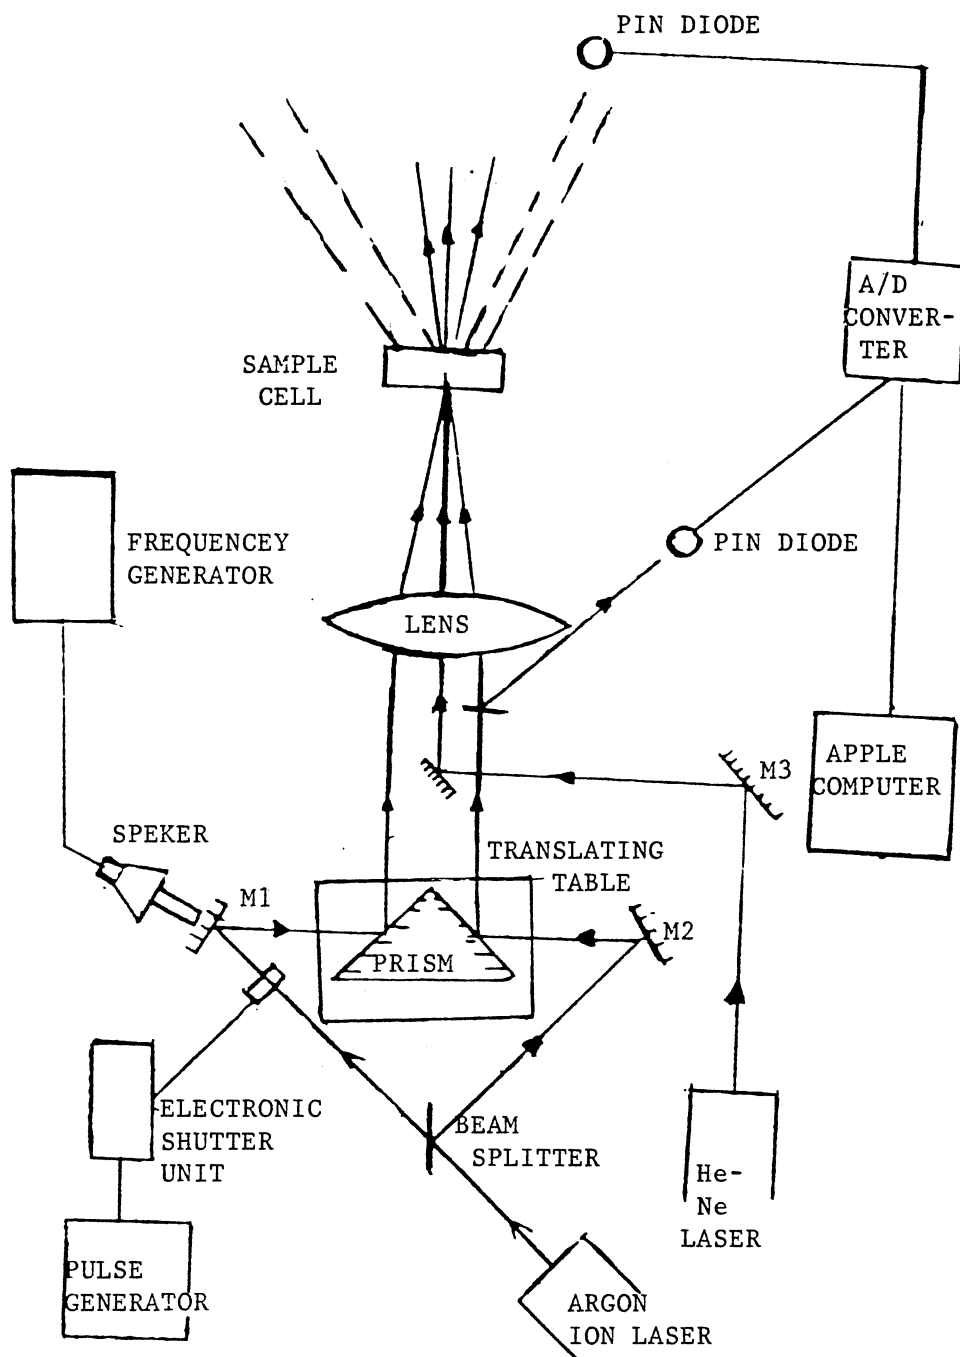 PIN DIODE
A/D
CONVER-
TER
SAMPLE
CELL
FREQUENCEY
GENERATOR
PIN DIODE
LENS
M3
APPLE
COMPUTER
SPEKER
TRANSLATING
TABLE
M1
M2
PRISM
ELECTRONIC
SHUTTER
UNIT
BEAM
SPLITTER
He-
Ne
LASER
PULSE
GENERATOR
ARGON
ION LASER